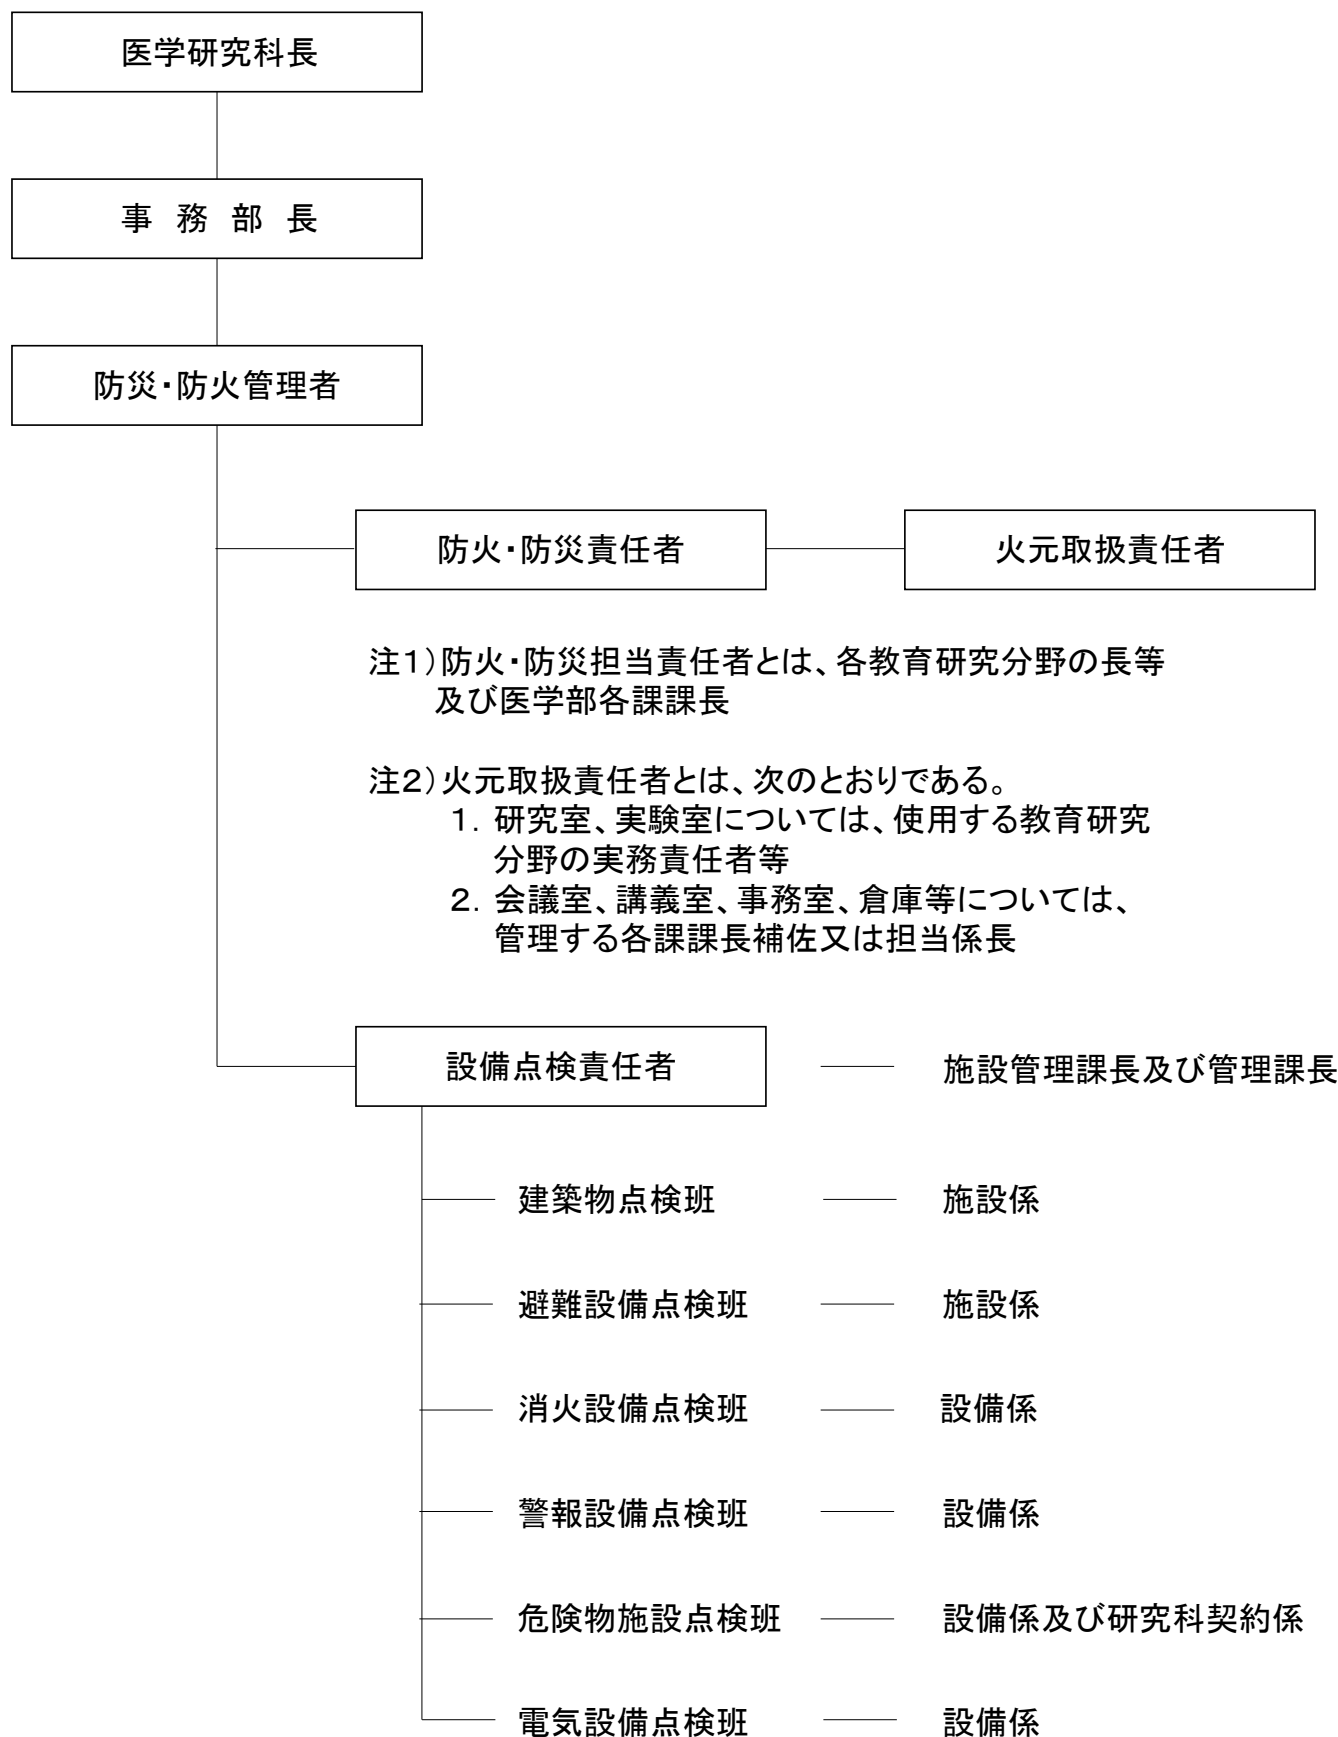 医学研究科長
事 務 部 長
防災・防火管理者
防火・防災責任者 火元取扱責任者
注1)防火・防災担当責任者とは、各教育研究分野の長等
及び医学部各課課長
注2)火元取扱責任者とは、次のとおりである。
1. 研究室、実験室については、使用する教育研究
分野の実務責任者等
2. 会議室、講義室、事務室、倉庫等については、
管理する各課課長補佐又は担当係長
設備点検責任者 施設管理課長及び管理課長
建築物点検班 施設係
避難設備点検班 施設係
消火設備点検班 設備係
警報設備点検班 設備係
危険物施設点検班 設備係及び研究科契約係
電気設備点検班 設備係